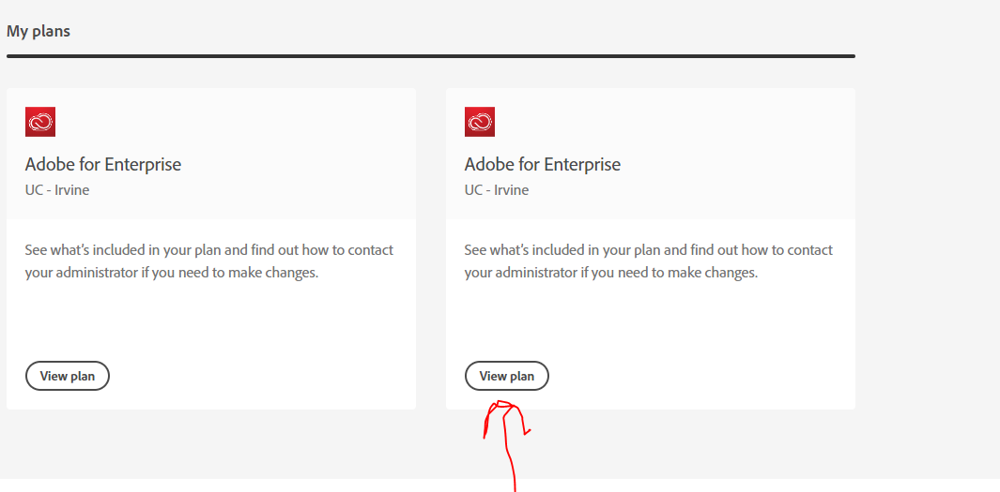 My plans
Adobe for Enterprise
UC - Irvine
See what's included in your plan and find out how to contact
your administrator if you need to make changes.
View plan
Adobe for Enterprise
UC - Irvine
See what's included in your plan and find out how to contact
your administrator if you need to make changes.
View plan